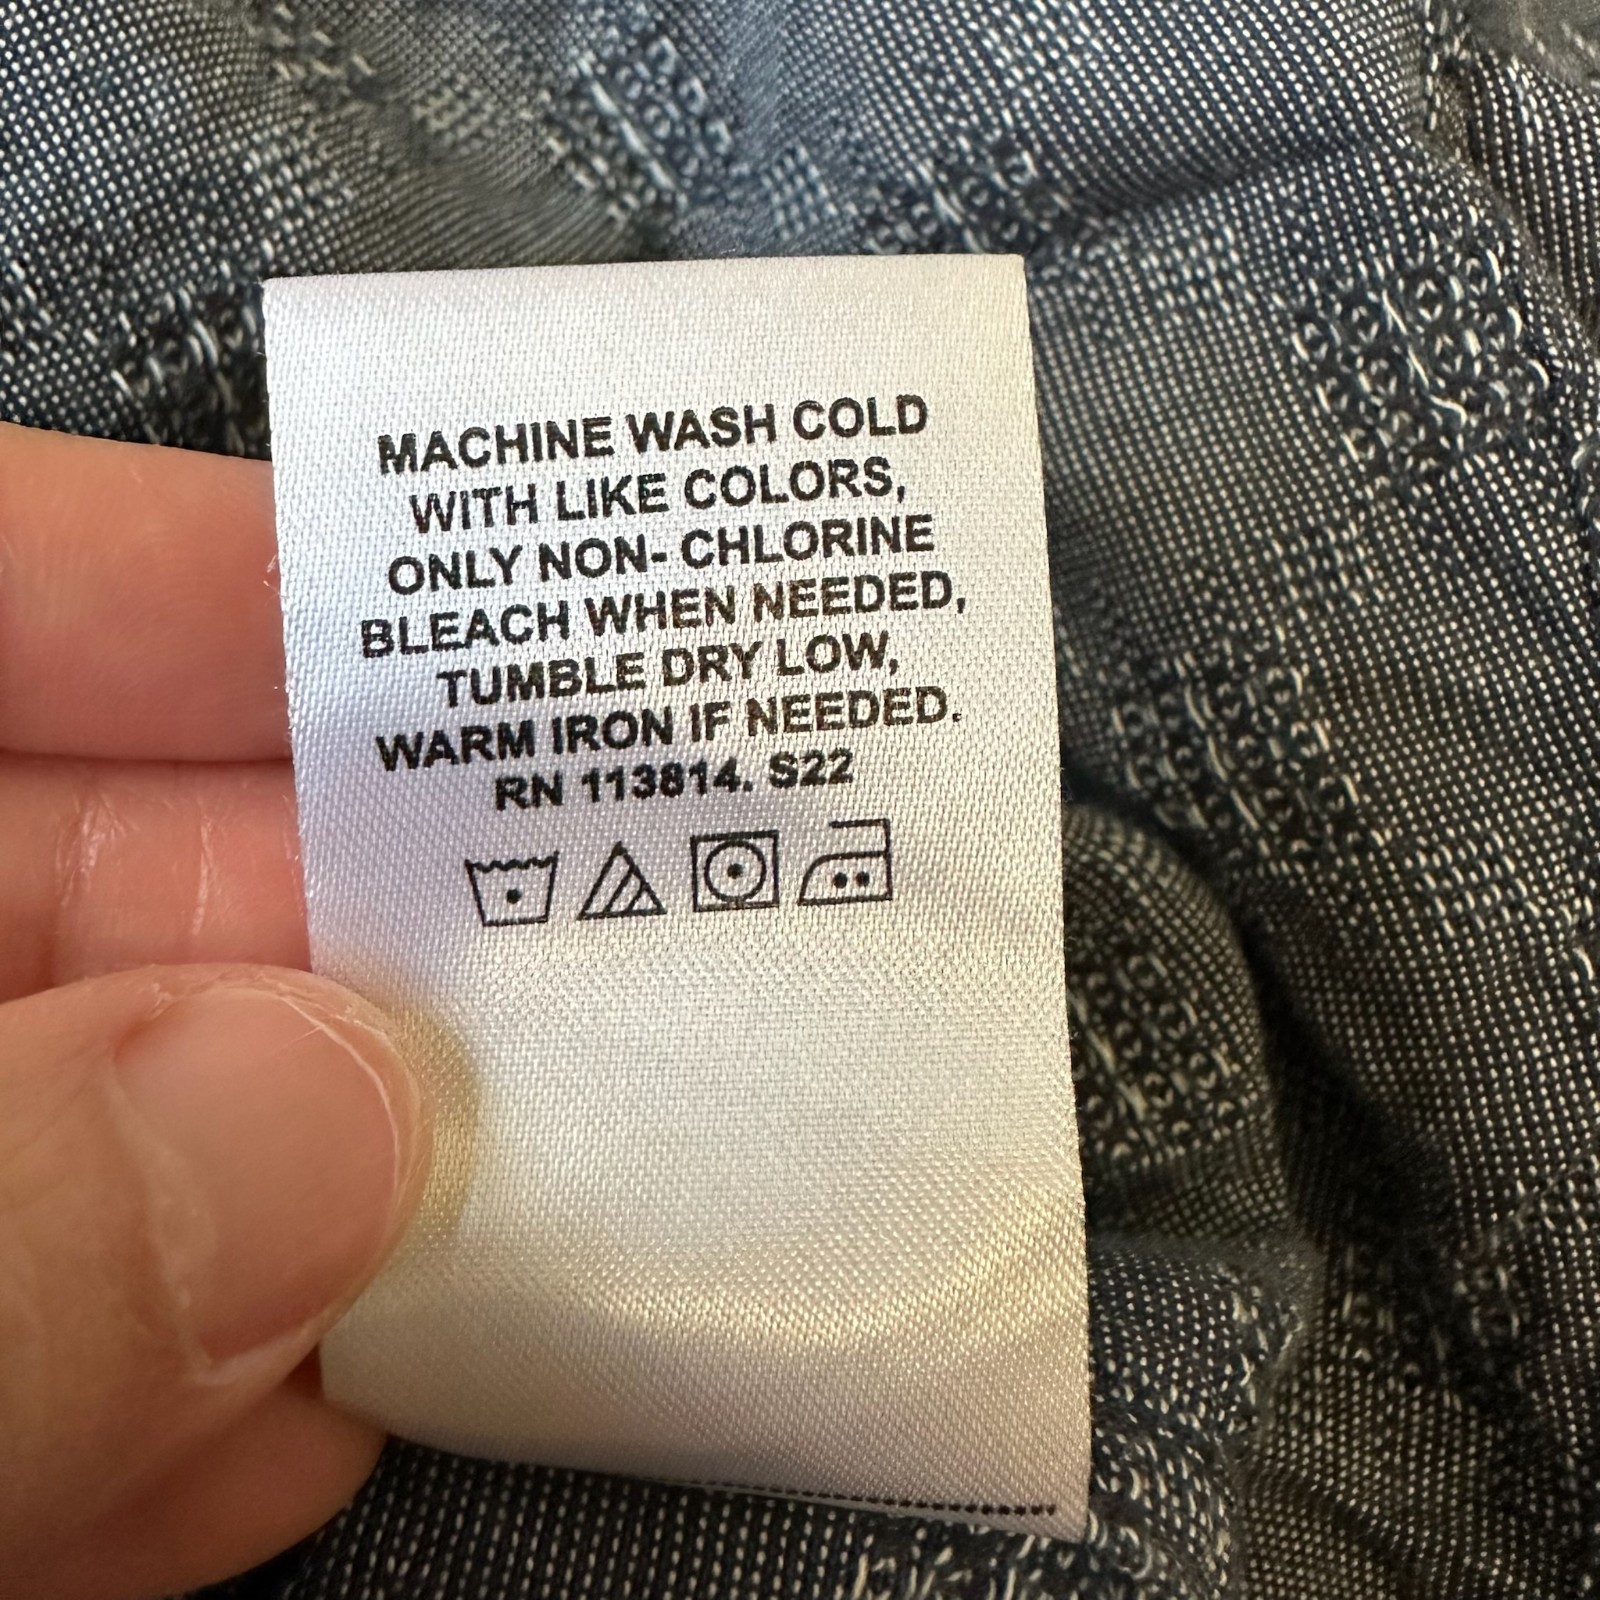 MACHINE WASH COLD
WITH LIKE COLORS,
ONLY NON- CHLORINE
BLEACH WHEN NEEDED,
TUMBLE DRY LOW,
WARM IRON IF NEEDED.
RN 113814. S22